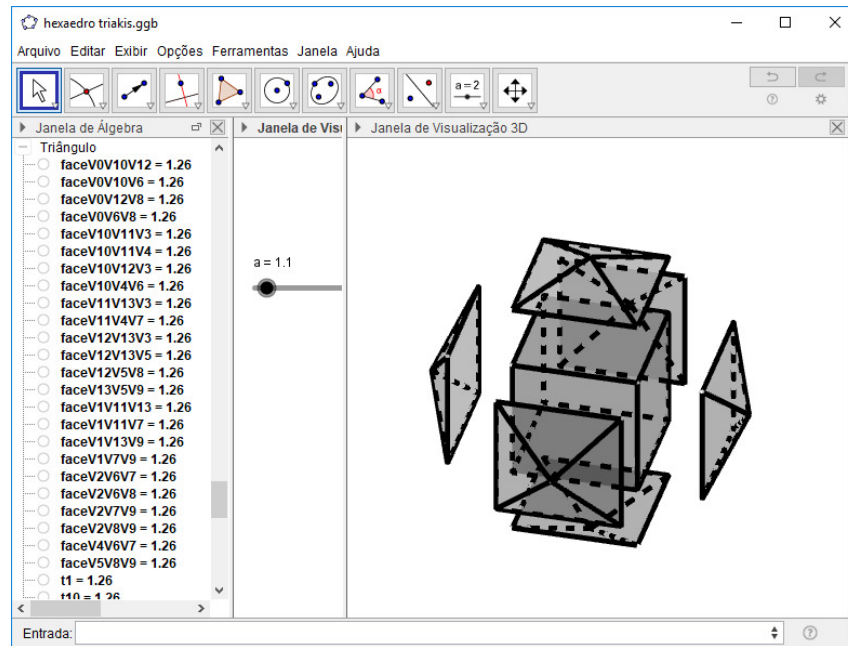 hexaedro triakis.ggb
Arquivo Editar Exibir Opções Ferramentas Janela Ajuda
a=2
Janela de Álgebra
Janela de Vis
Janela de Visualização 3D
Triângulo
faceV0V10V12 = 1.26
faceV0V10V6 = 1.26
faceV0V12V8 = 1.26
faceV0V6V8 = 1.26
faceV10V11V3 = 1.26
faceV10V11V4 = 1.26
faceV10V12V3 = 1.26
faceV10V4V6 = 1.26
faceV11V13V3 = 1.26
faceV11V4V7 = 1.26
faceV12V13V3 = 1.26
faceV12V13V5 = 1.26
faceV12V5V8 = 1.26
faceV13V5V9 = 1.26
faceV1V11V13 = 1.26
faceV1V11V7 = 1.26
faceV1V13V9 = 1.26
faceV1V7V9 = 1.26
faceV2V6V7 = 1.26
faceV2V6V8 = 1.26
faceV2V7V9 = 1.26
faceV2V8V9 = 1.26
faceV4V6V7 = 1.26
faceV5V8V9 = 1.26
t1 = 1.26
t10 = 1.26
a = 1.1
Entrada: